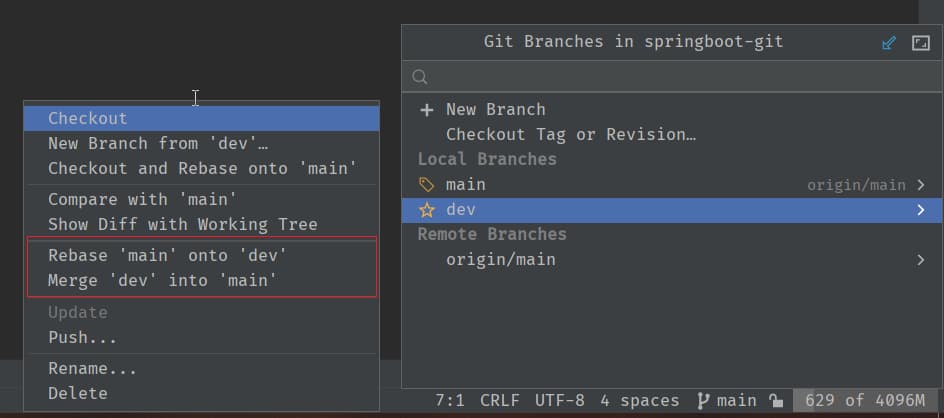 Git Branches in springboot-git
New Branch
Checkout Tag or Revision…
Local Branches
main origin/main
dev
Remote Branches
origin/main
Checkout
New Branch from 'dev'…
Checkout and Rebase onto 'main'
Compare with 'main'
Show Diff with Working Tree
Rebase 'main' onto 'dev'
Merge 'dev' into 'main'
Update
Push...
Rename...
Delete
7:1 CRLF UTF-8 4 spaces main 629 of 4096M